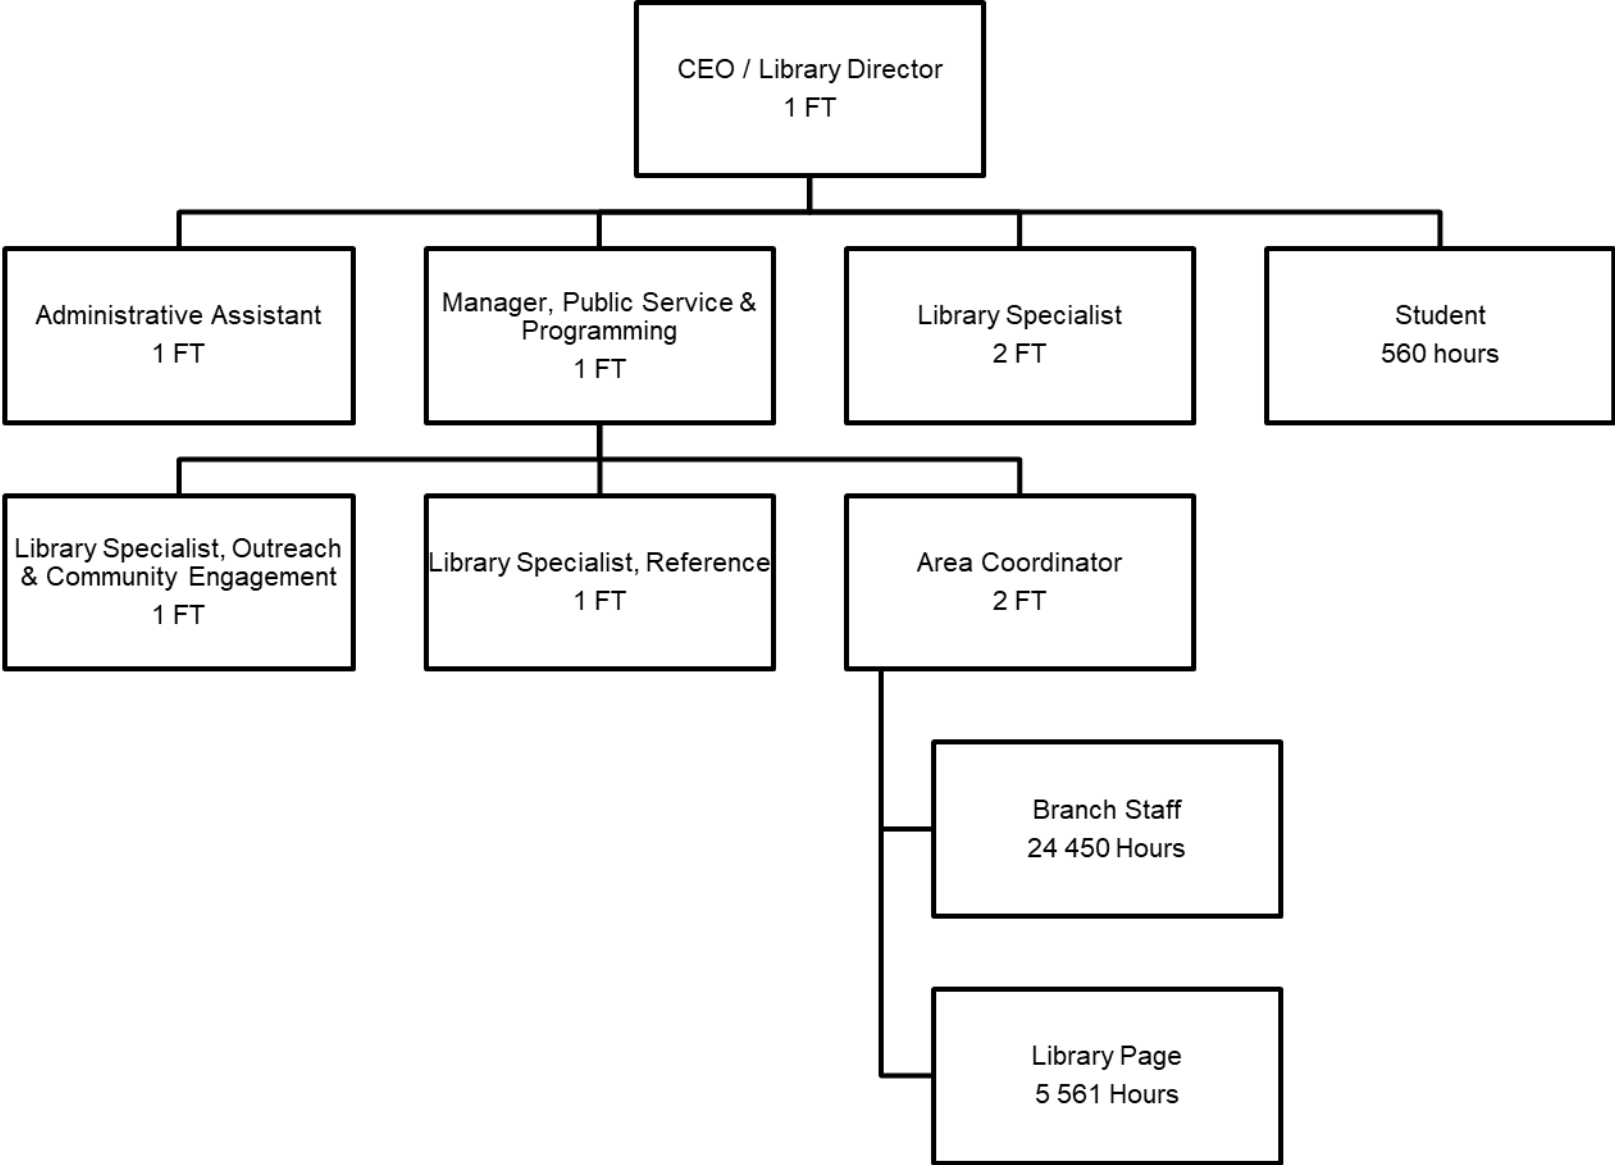 CEO / Library Director
1 FT
Administrative Assistant
1 FT
Manager, Public Service &
Programming
1 FT
Library Specialist
2 FT
Student
560 hours
Library Specialist, Outreach
& Community Engagement
1 FT
Library Specialist, Reference
1 FT
Area Coordinator
2 FT
Branch Staff
24 450 Hours
Library Page
5 561 Hours